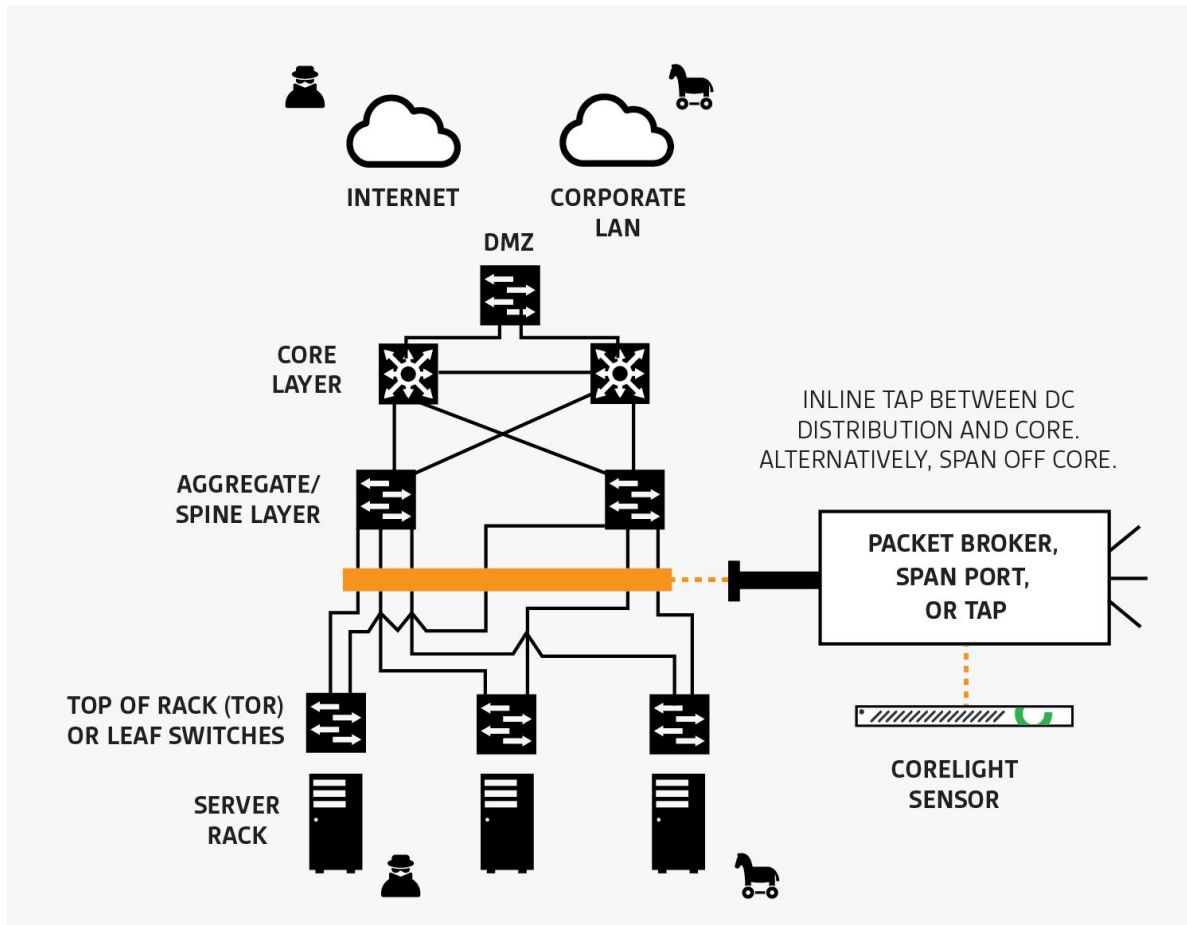 INTERNET
CORPORATE
LAN
DMZ
CORE
LAYER
INLINE TAP BETWEEN DC
DISTRIBUTION AND CORE.
ALTERNATIVELY, SPAN OFF CORE.
AGGREGATE/
SPINE LAYER
PACKET BROKER,
SPAN PORT,
OR TAP
TOP OF RACK (TOR)
OR LEAF SWITCHES
CORELIGHT
SENSOR
SERVER
RACK